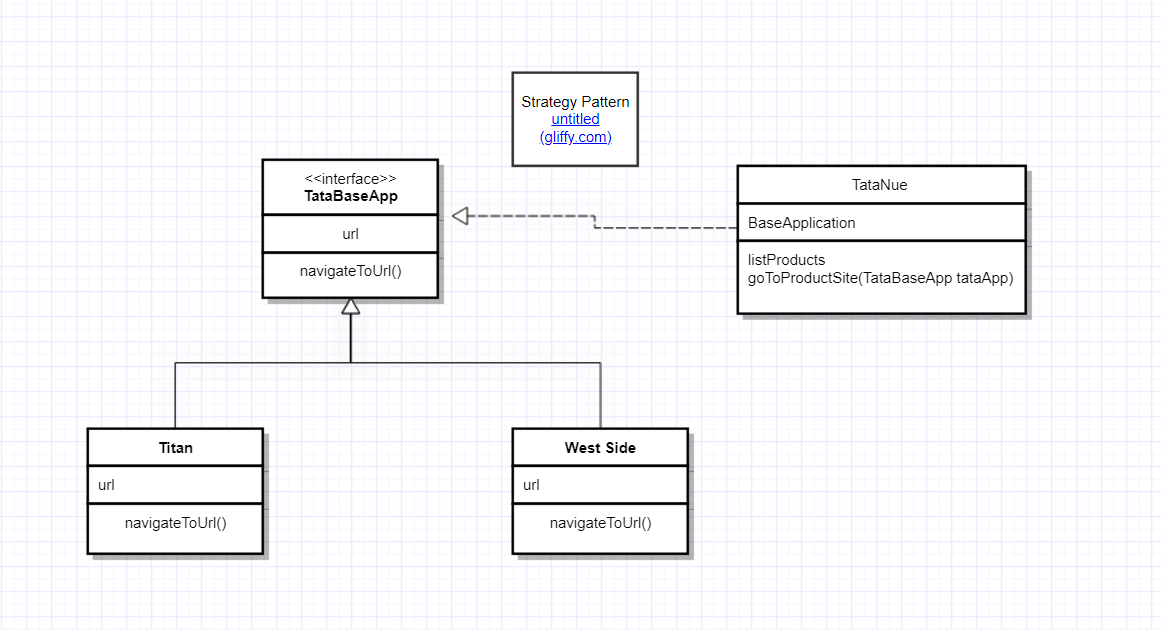 Strategy Pattern
untitled
(gliffy.com)
<<interface>>
TataBaseApp
url
navigateToUrl()
TataNue
BaseApplication
listProducts
goToProductSite(TataBaseApp tataApp)
Titan
url
navigateToUrl()
West Side
url
navigateToUrl()